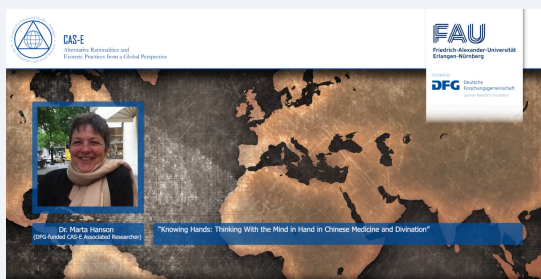 CAS-E
Alternative Rationalities and
Esoteric Practices from a Global Perspective
FAU
Friedrich-Alexander-Universität
Erlangen-Nürnberg
Funded by
DFG Deutsche
Forschungsgemeinschaft
German Research Foundation
Dr. Marta Hanson
(DFG-funded CAS-E Associated Researcher)
"Knowing Hands: Thinking With the Mind in Hand in Chinese Medicine and Divination"